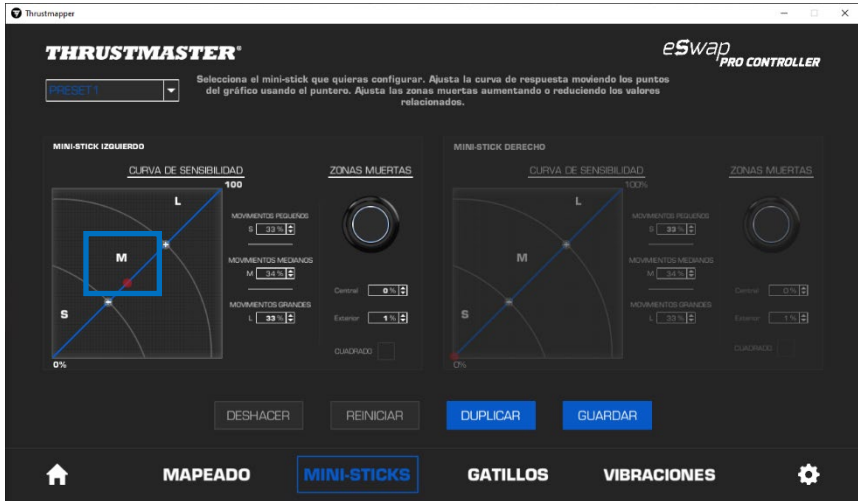 Thrustmapper
THRUSTMASTER®
eSwap
PRO CONTROLLER
PRESET1
Selecciona el mini-stick que quieras configurar. Ajusta la curva de respuesta moviendo los puntos
del gráfico usando el puntero. Ajusta las zonas muertas aumentando o reduciendo los valores
relacionados.
MINI-STICK IZQUIERDO
CURVA DE SENSIBILIDAD
ZONAS MUERTAS
100
L
M
S
0%
MOVIMIENTOS PEQUEÑOS
S 33 %
MOVIMIENTOS MEDIANOS
M 34 %
MOVIMIENTOS GRANDES
L 33 %
Central 0 %
Exterior 1 %
CUADRADO
MINI-STICK DERECHO
CURVA DE SENSIBILIDAD
ZONAS MUERTAS
100%
L
M
S
0%
MOVIMIENTOS PEQUEÑOS
S 33 %
MOVIMIENTOS MEDIANOS
M 34 %
MOVIMIENTOS GRANDES
L 33 %
Central 0 %
Exterior 1 %
CUADRADO
DESHACER
REINICIAR
DUPLICAR
GUARDAR
MAPEADO
MINI-STICKS
GATILLOS
VIBRACIONES